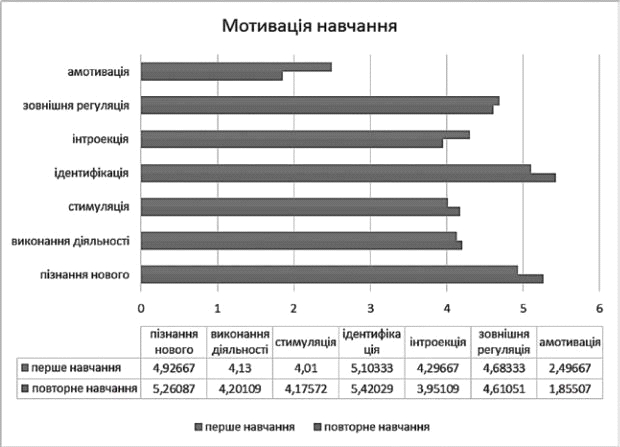 Мотивація навчання
амотивація
зовнішня регуляція
інтроекція
ідентифікація
стимуляція
виконання діяльності
пізнання нового
0 1 2 3 4 5 6
пізнання нового виконання діяльності стимуляція ідентифіка ція інтроекція зовнішня регуляція амотивація
перше навчання 4,92667 4,13 4,01 5,10333 4,29667 4,68333 2,49667
повторне навчання 5,26087 4,20109 4,17572 5,42029 3,95109 4,61051 1,85507
перше навчання повторне навчання